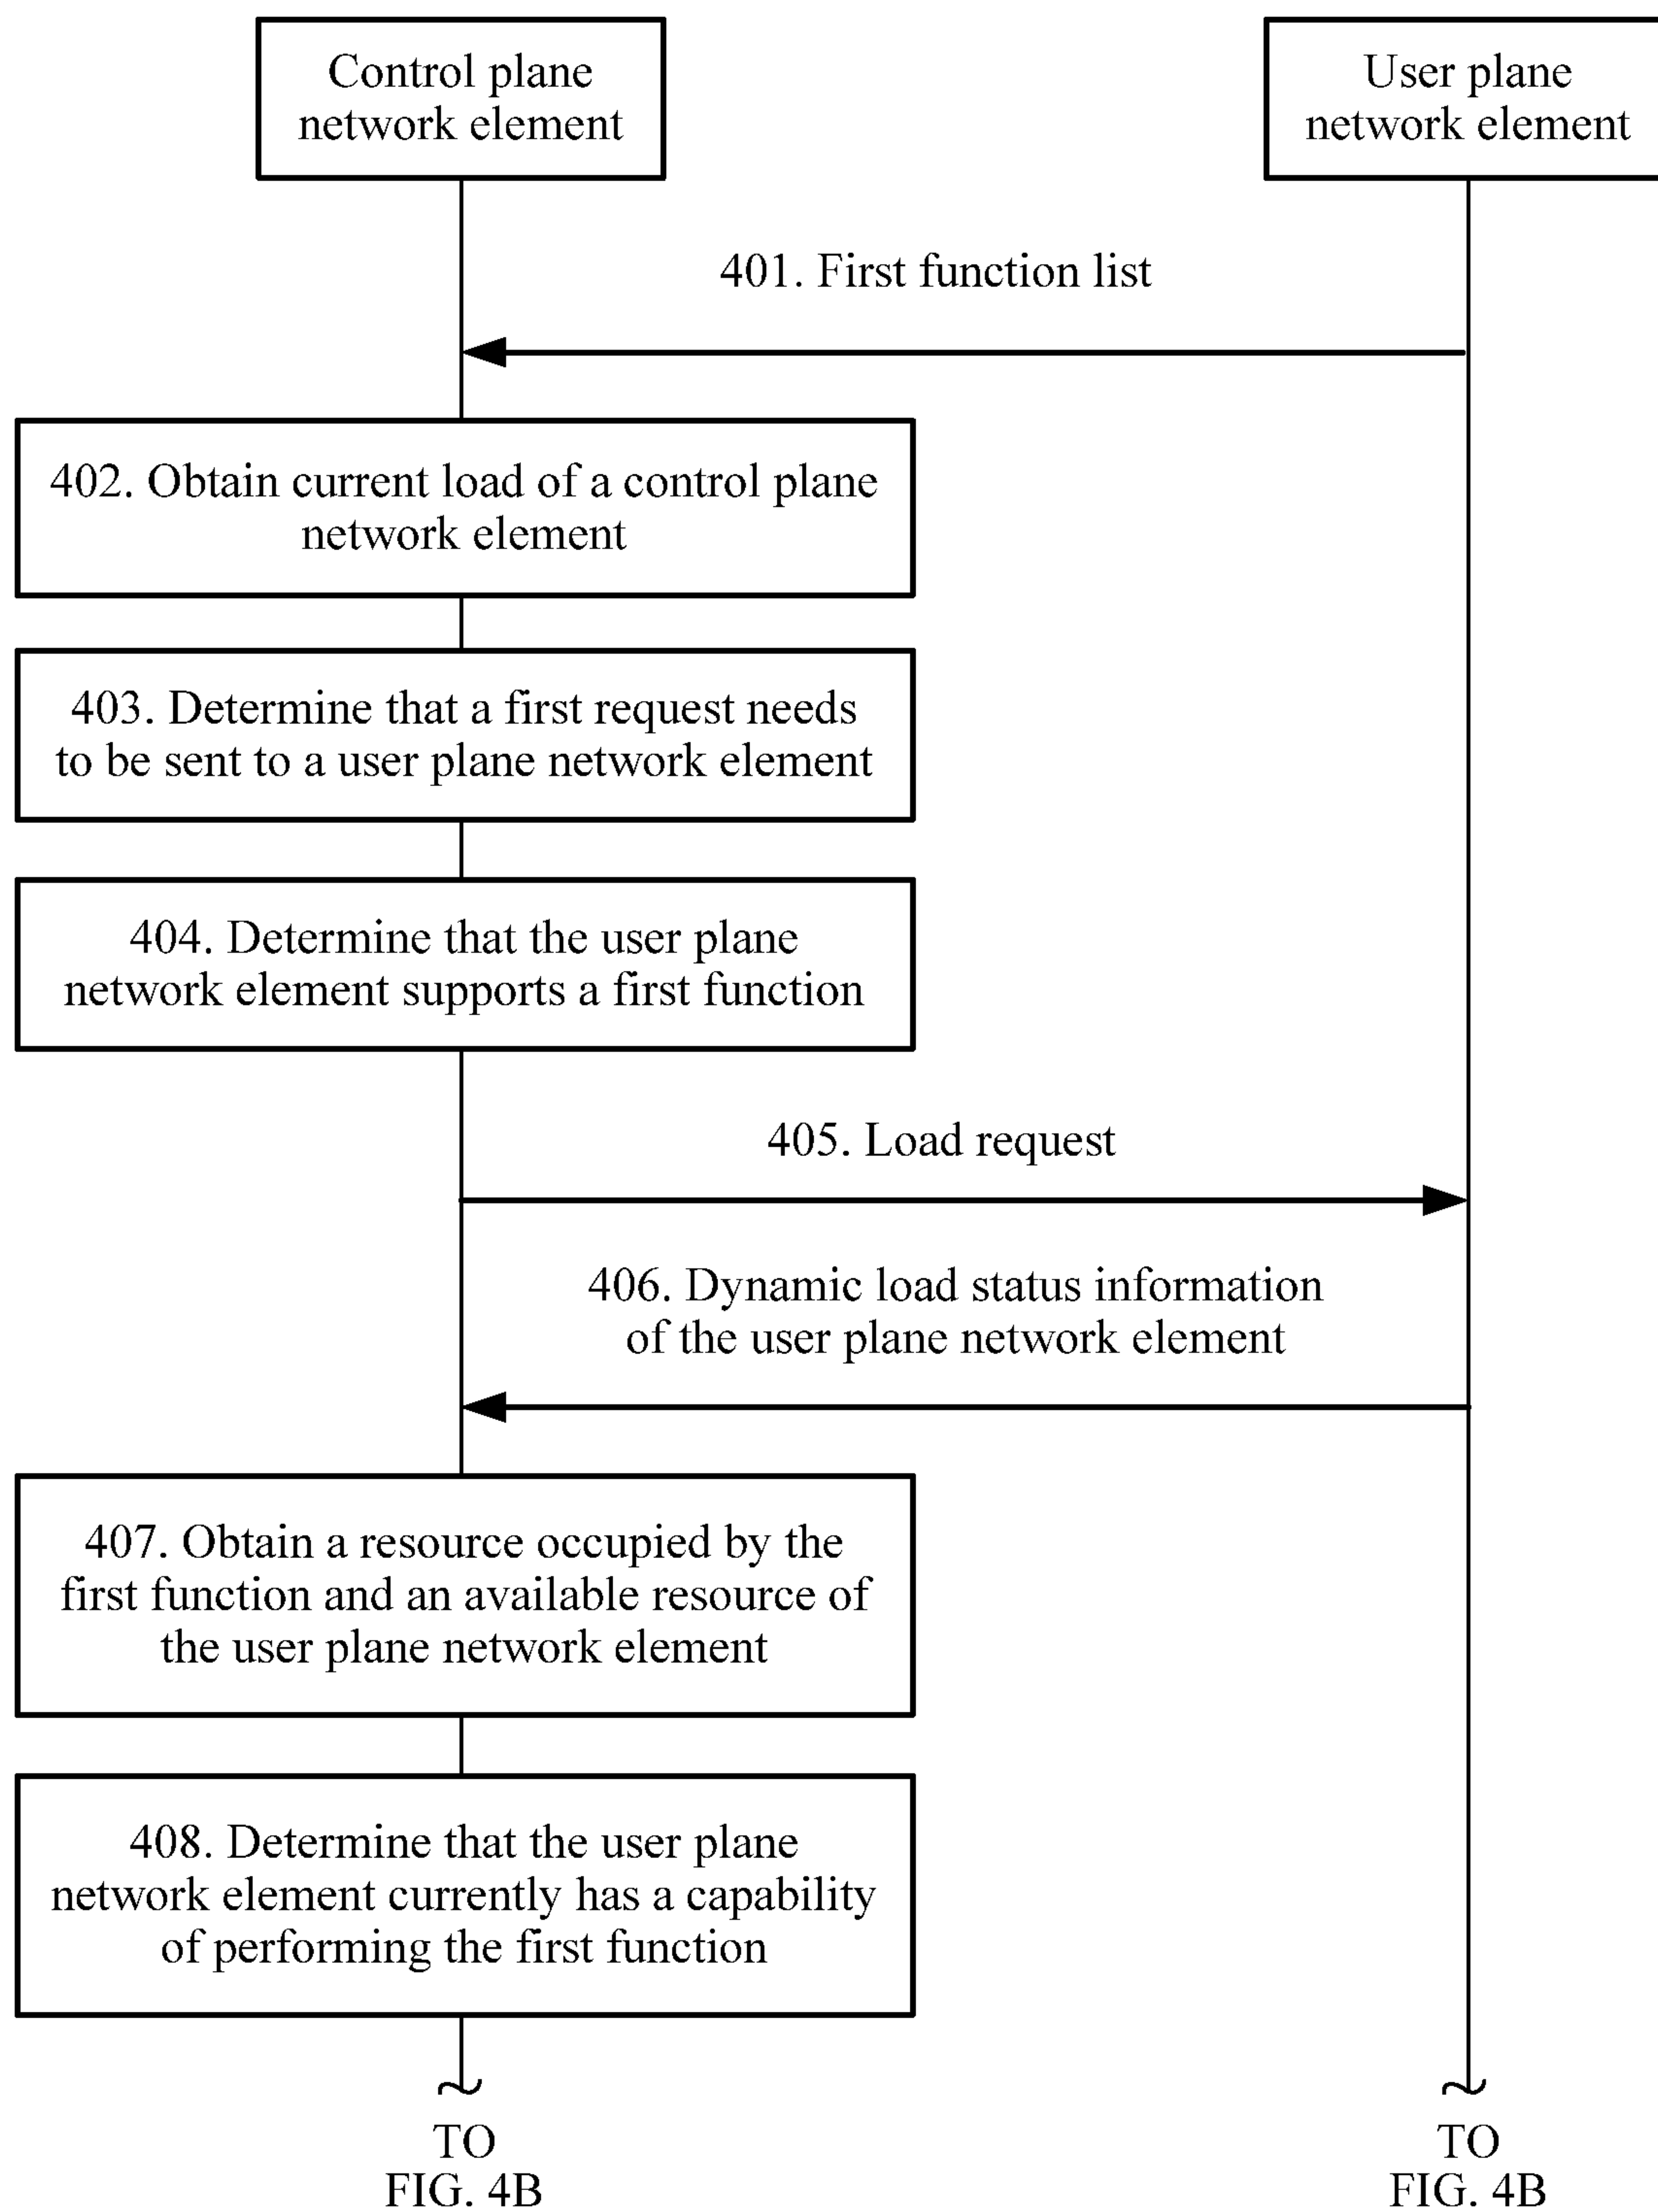 Control plane
network element
User plane
network element
401. First function list
402. Obtain current load of a control plane
network element
403. Determine that a first request needs
to be sent to a user plane network element
404. Determine that the user plane
network element supports a first function
405. Load request
406. Dynamic load status information
of the user plane network element
407. Obtain a resource occupied by the
first function and an available resource of
the user plane network element
408. Determine that the user plane
network element currently has a capability
of performing the first function
TO
FIG. 4B
TO
FIG. 4B